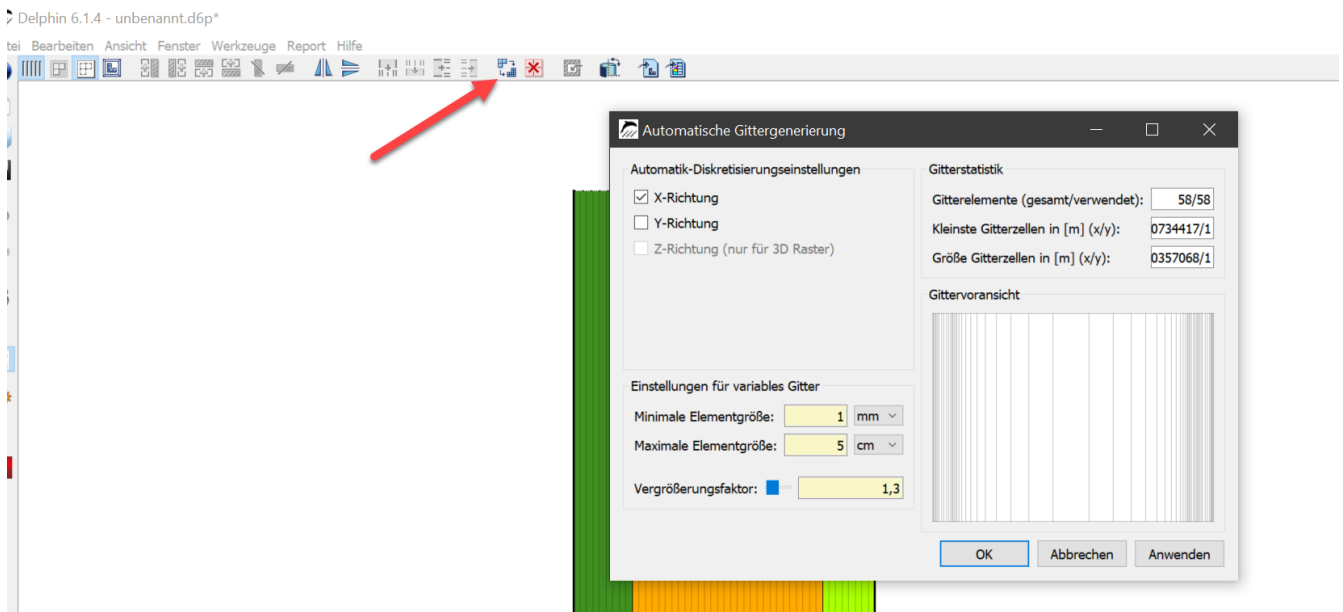 Delphin 6.1.4 - unbenannt.d6p*
tei Bearbeiten Ansicht Fenster Werkzeuge Report Hilfe
Automatische Gittergenerierung
Automatik-Diskretisierungseinstellungen
X-Richtung
Y-Richtung
Z-Richtung (nur für 3D Raster)
Einstellungen für variables Gitter
Minimale Elementgröße: 1 mm
Maximale Elementgröße: 5 cm
Vergrößerungsfaktor: 1,3
Gitterstatistik
Gitterelemente (gesamt/verwendet): 58/58
Kleinste Gitterzellen in [m] (x/y): 0734417/1
Größe Gitterzellen in [m] (x/y): 0357068/1
Gittervoransicht
OK Abbrechen Anwenden